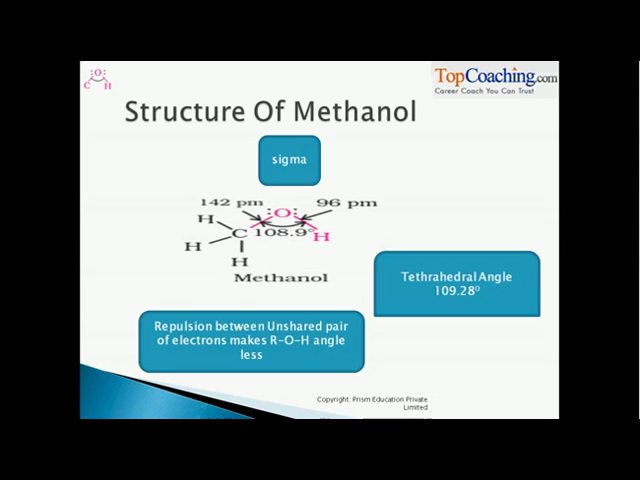 :O:
C H
TopCoaching.com
Career Coach You Can Trust
Structure Of Methanol
sigma
142 pm :O: 96 pm
H
C 108.9° H
H
H
Methanol
Tethrahedral Angle
109.28⁰
Repulsion between Unshared pair
of electrons makes R-O-H angle
less
Copyright: Prism Education Private
Limited